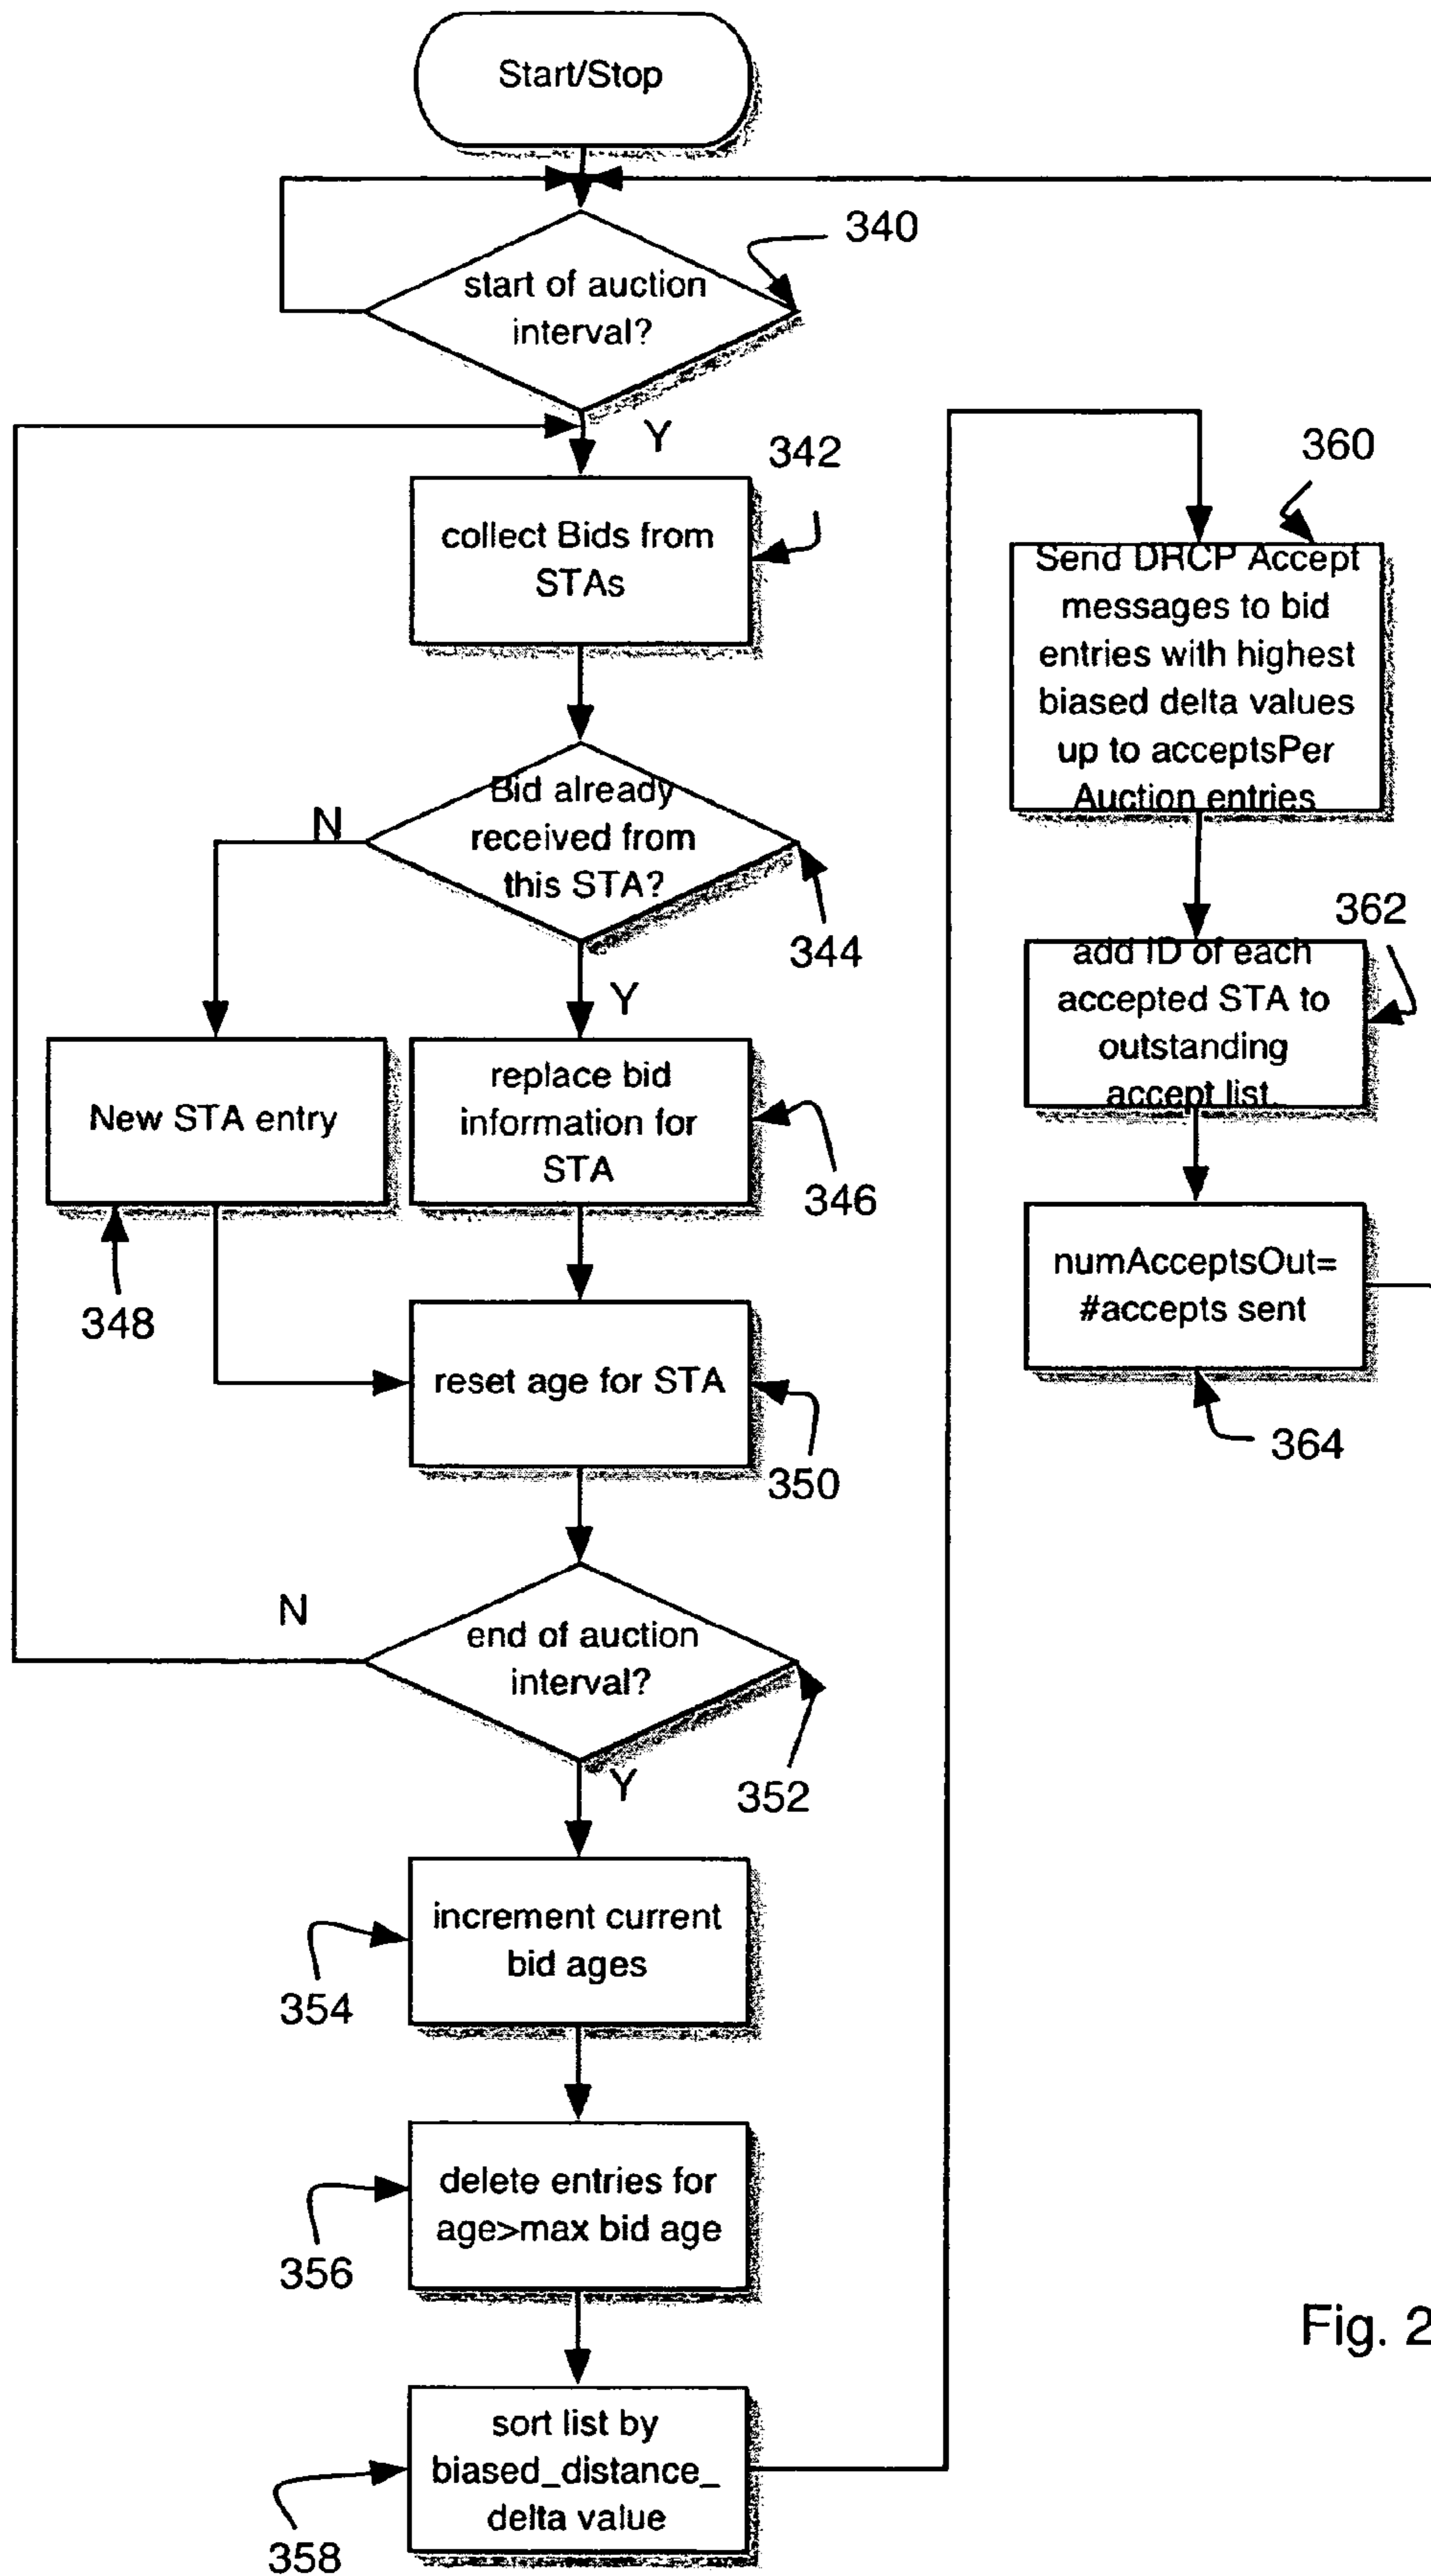 Start/Stop
340
start of auction
interval?
Y
342
collect Bids from
STAs
Bid already
received from
this STA?
N
344
Y
New STA entry
348
replace bid
information for
STA
346
reset age for STA
350
end of auction
interval?
N
352
Y
increment current
bid ages
354
delete entries for
age>max bid age
356
sort list by
biased_distance_
delta value
358
360
Send DRCP Accept
messages to bid
entries with highest
biased delta values
up to acceptsPer
Auction entries
362
add ID of each
accepted STA to
outstanding
accept list.
numAcceptsOut=
#accepts sent
364
Fig. 2